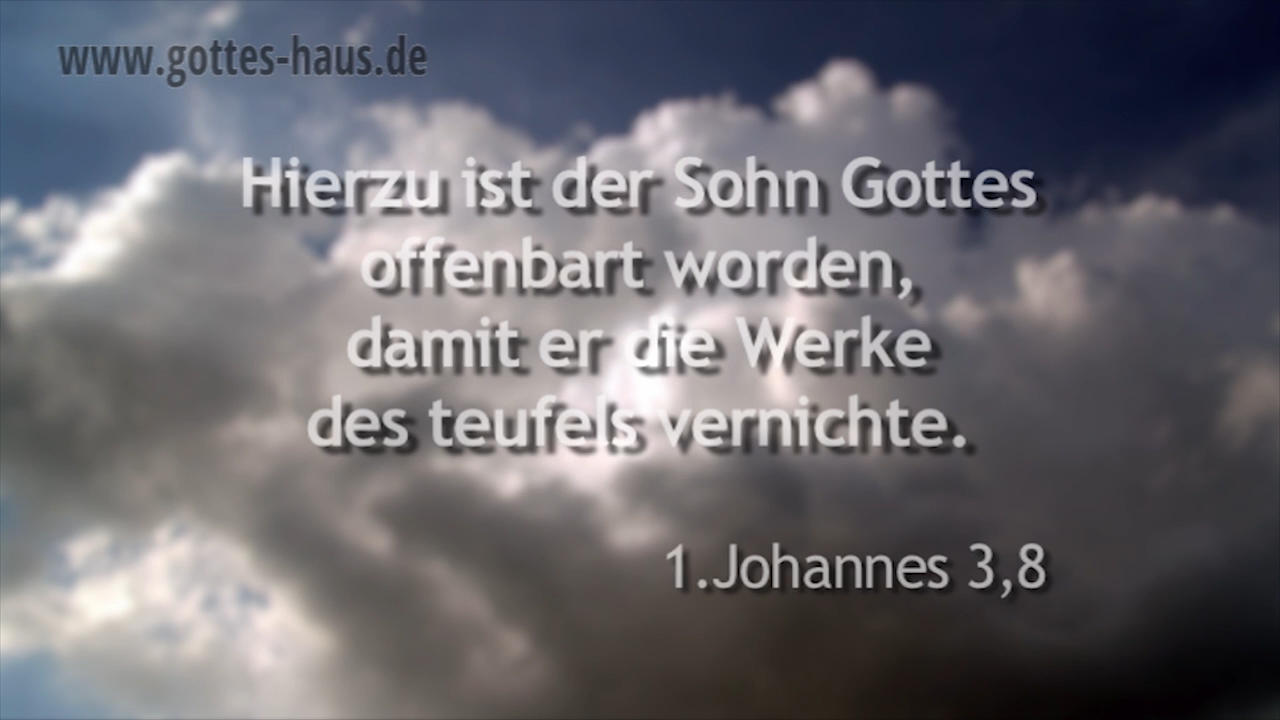 www.gottes-haus.de
Hierzu ist der Sohn Gottes
offenbart worden,
damit er die Werke
des teufels vernichte.
1.Johannes 3,8